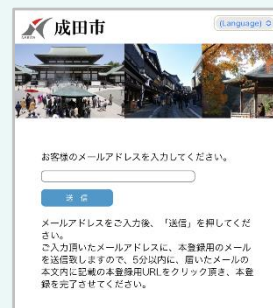 成田市
(Language)
お客様のメールアドレスを入力してください。
送 信
メールアドレスをご入力後、「送信」を押してくだ
さい。
ご入力頂いたメールアドレスに、本登録用のメール
を送信致しますので、5分以内に、届いたメールの
本文内に記載の本登録用URLをクリック頂き、本登
録を完了させてください。